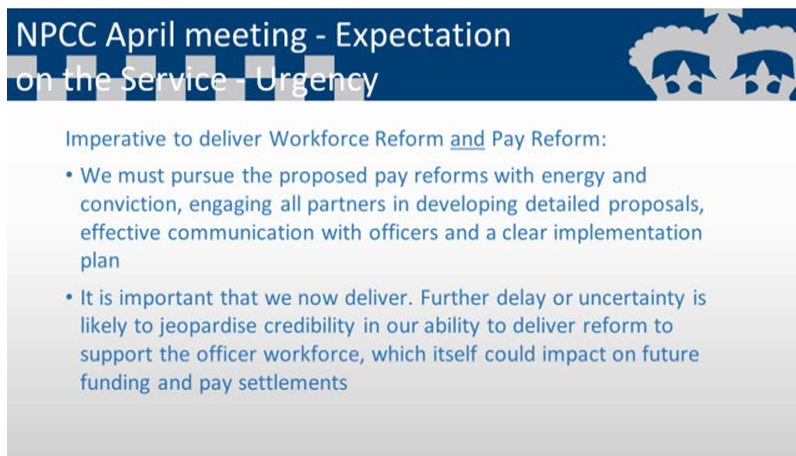 NPCC April meeting - Expectation
on the Service - Urgency
Imperative to deliver Workforce Reform and Pay Reform:
• We must pursue the proposed pay reforms with energy and
conviction, engaging all partners in developing detailed proposals,
effective communication with officers and a clear implementation
plan
• It is important that we now deliver. Further delay or uncertainty is
likely to jeopardise credibility in our ability to deliver reform to
support the officer workforce, which itself could impact on future
funding and pay settlements